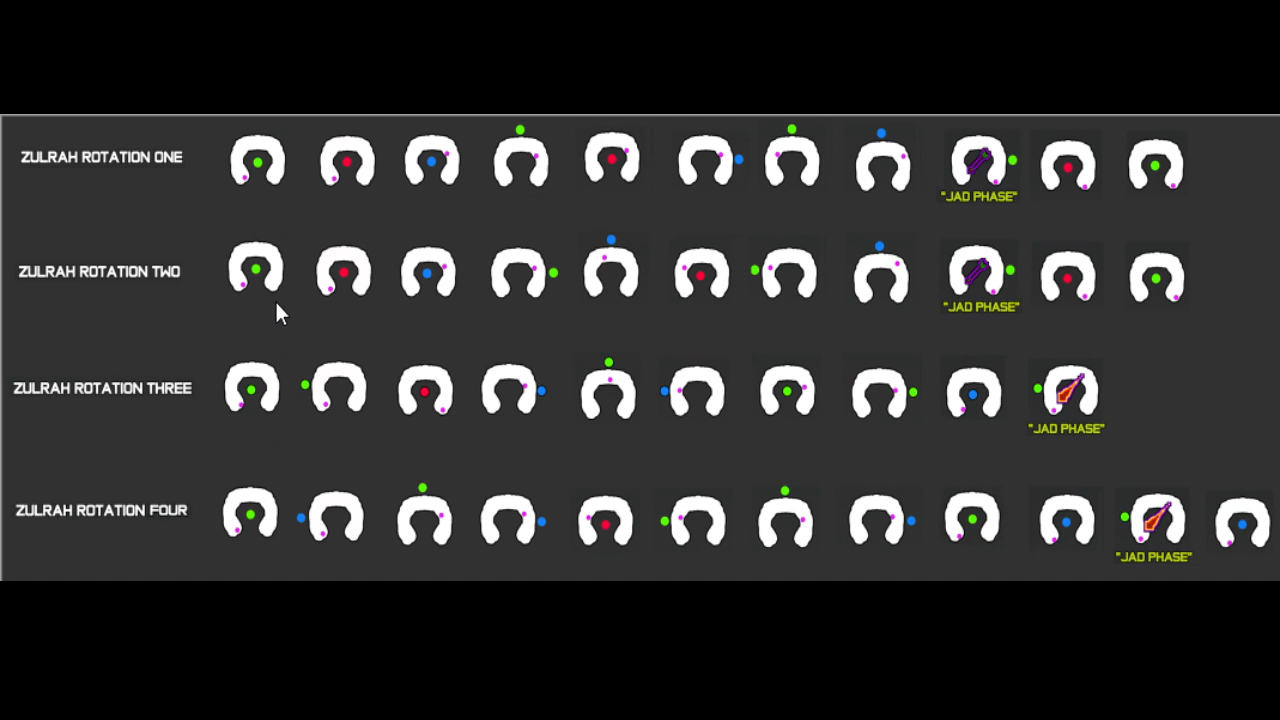 ZULRAH ROTATION ONE
"JAD PHASE"
ZULRAH ROTATION TWO
"JAD PHASE"
ZULRAH ROTATION THREE
"JAD PHASE"
ZULRAH ROTATION FOUR
"JAD PHASE"